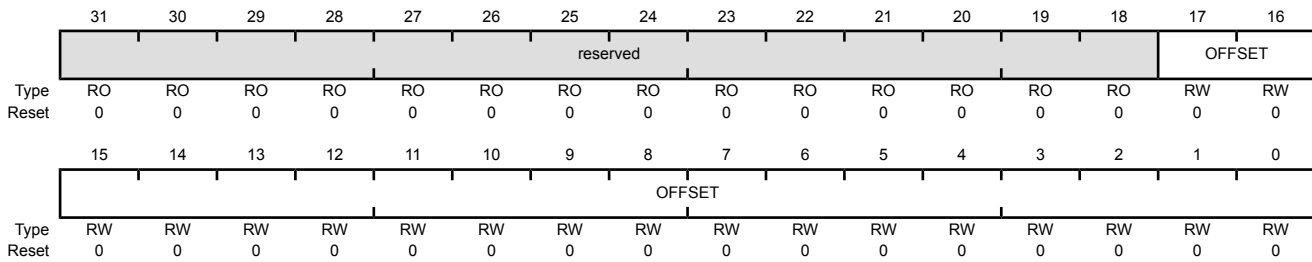 31 30 29 28 27 26 25 24 23 22 21 20 19 18 17 16
reserved OFFSET
Type RO RO RO RO RO RO RO RO RO RO RO RO RO RO RW RW
Reset 0 0 0 0 0 0 0 0 0 0 0 0 0 0 0 0
15 14 13 12 11 10 9 8 7 6 5 4 3 2 1 0
OFFSET
Type RW RW RW RW RW RW RW RW RW RW RW RW RW RW RW RW
Reset 0 0 0 0 0 0 0 0 0 0 0 0 0 0 0 0